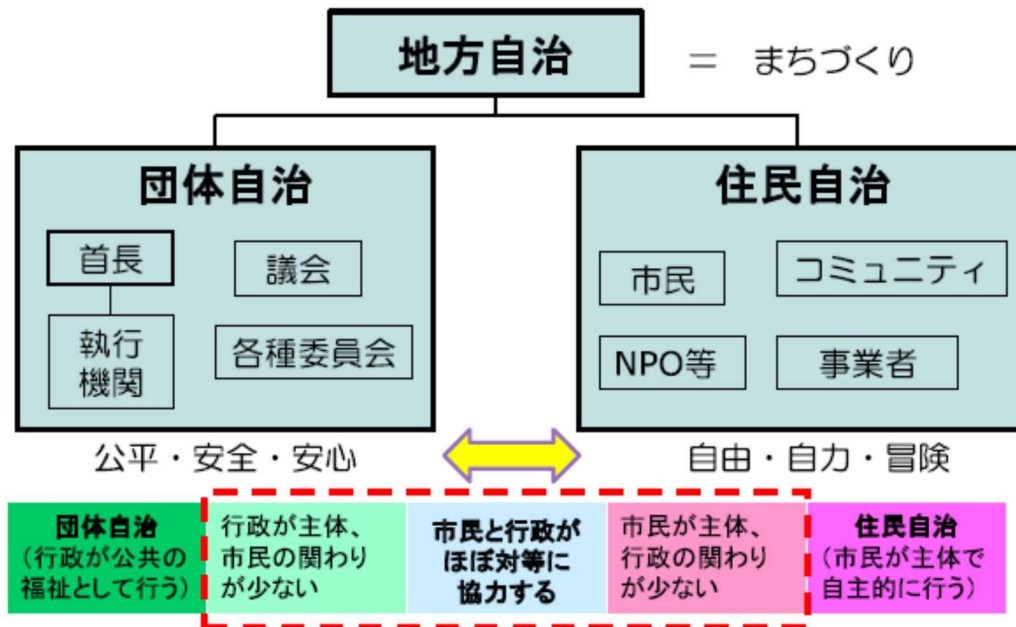 地方自治 = まちづくり
団体自治
首長
議会
執行
機関
各種委員会
住民自治
市民
コミュニティ
NPO等
事業者
公平・安全・安心
自由・自力・冒険
団体自治
(行政が公共の
福祉として行う)
行政が主体、
市民の関わり
が少ない
市民と行政が
ほぼ対等に
協力する
市民が主体、
行政の関わり
が少ない
住民自治
(市民が主体で
自主的に行う)